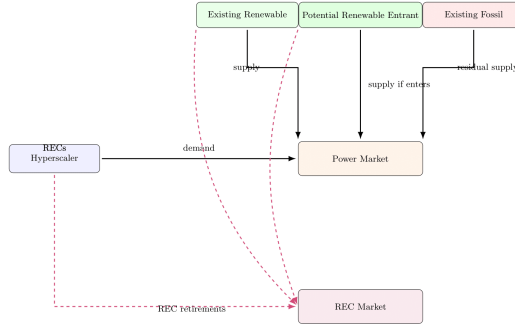 Existing Renewable
Potential Renewable Entrant
Existing Fossil
supply
residual supply
supply if enters
RECs
Hyperscaler
demand
Power Market
REC retirements
REC Market